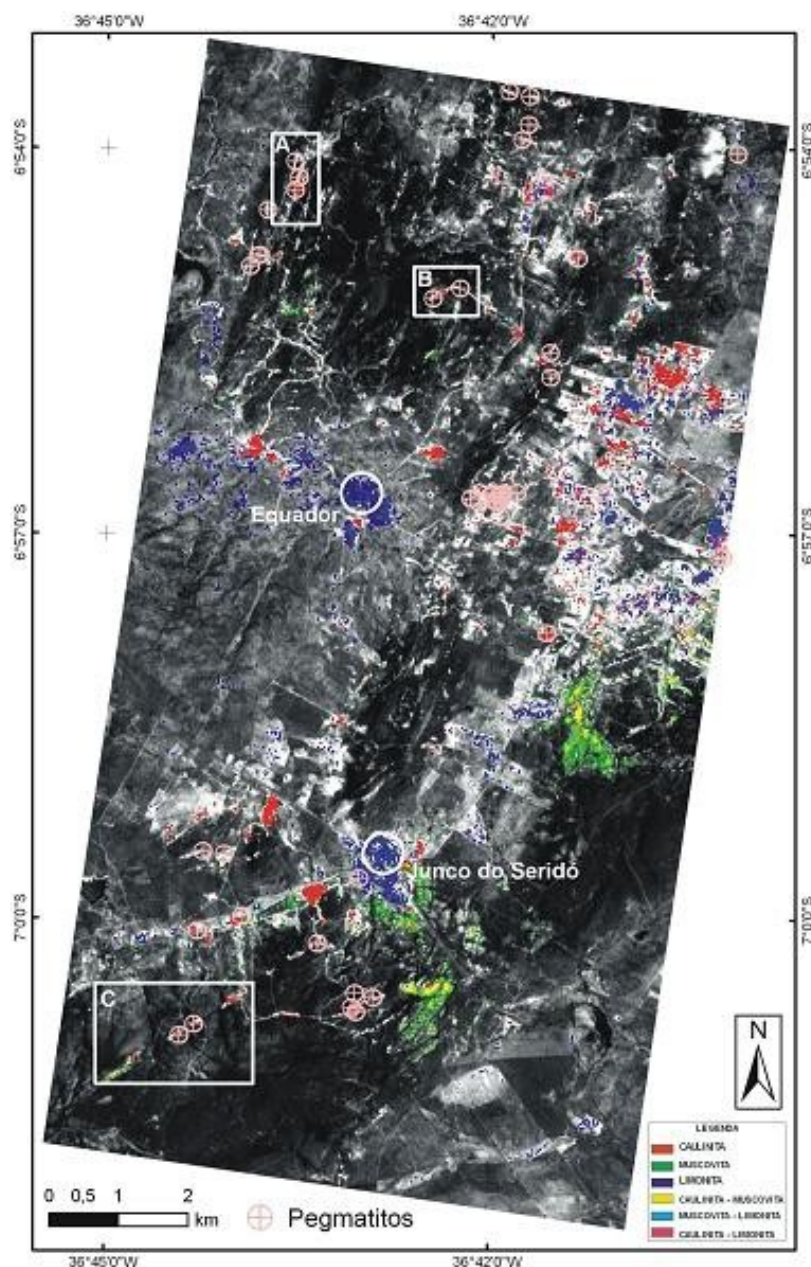 36°45'0"W 36°42'0"W
6°54'0"S 6°54'0"S
A
B
Equador
6°57'0"S 6°57'0"S
Junco do Seridó
7°0'0"S 7°0'0"S
C
N
LEGENDA
CAULINITA
MUSCOVITA
LIMONITA
CAULINITA - MUSCOVITA
MUSCOVITA - LIMONITA
CAULINITA - LIMONITA
0 0,5 1 2
km
Pegmatitos
36°45'0"W 36°42'0"W